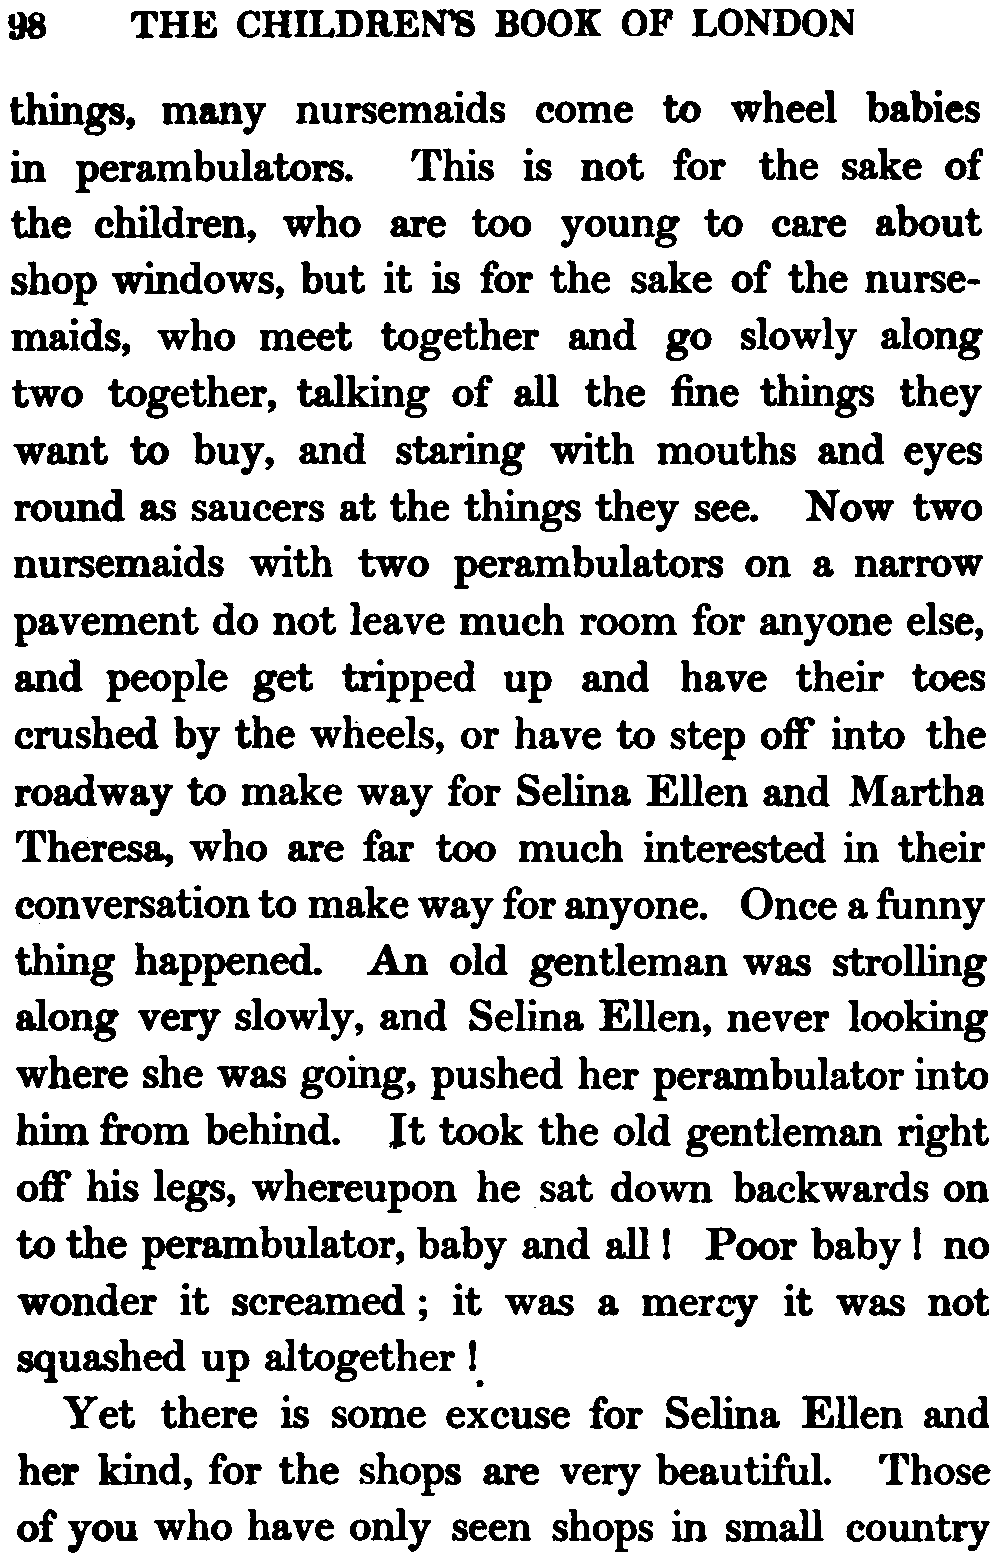 98 THE CHILDREN'S BOOK OF LONDON
things, many nursemaids come to wheel babies
in perambulators. This is not for the sake of
the children, who are too young to care about
shop windows, but it is for the sake of the nurse-
maids, who meet together and go slowly along
two together, talking of all the fine things they
want to buy, and staring with mouths and eyes
round as saucers at the things they see. Now two
nursemaids with two perambulators on a narrow
pavement do not leave much room for anyone else,
and people get tripped up and have their toes
crushed by the wheels, or have to step off into the
roadway to make way for Selina Ellen and Martha
Theresa, who are far too much interested in their
conversation to make way for anyone. Once a funny
thing happened. An old gentleman was strolling
along very slowly, and Selina Ellen, never looking
where she was going, pushed her perambulator into
him from behind. It took the old gentleman right
off his legs, whereupon he sat down backwards on
to the perambulator, baby and all! Poor baby! no
wonder it screamed; it was a mercy it was not
squashed up altogether!
Yet there is some excuse for Selina Ellen and
her kind, for the shops are very beautiful. Those
of you who have only seen shops in small country